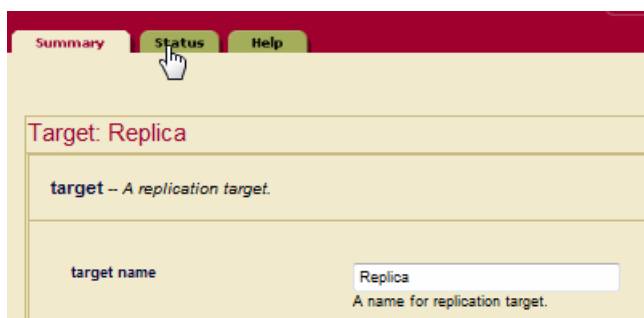 Summary Status Help
Target: Replica
target -- A replication target.
target name Replica
A name for replication target.